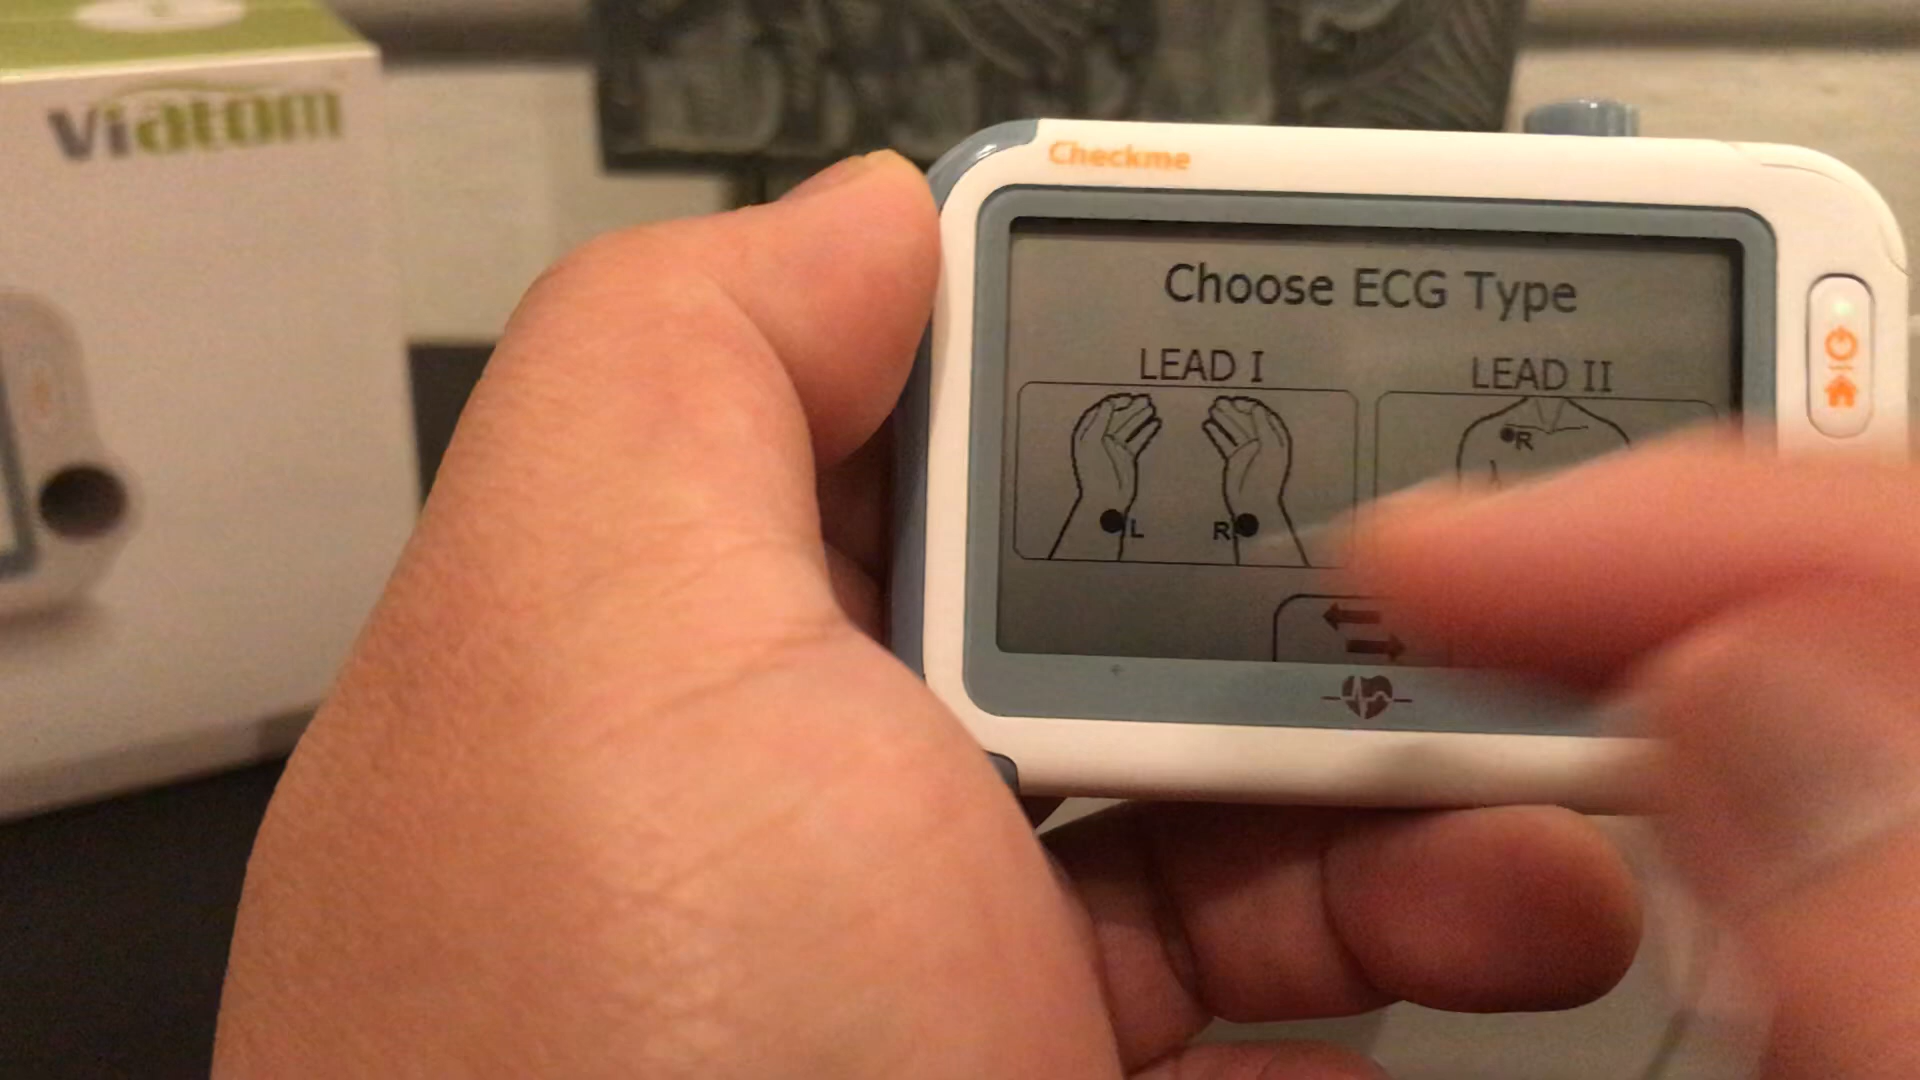 Viatom
Checkme
Choose ECG Type
LEAD I
LEAD II
L
R
R